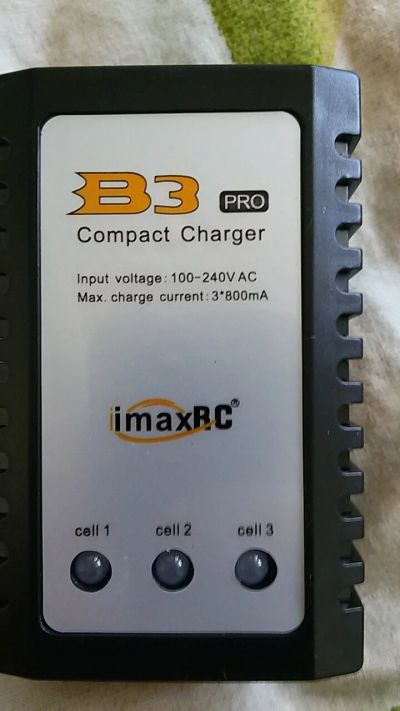 B3 PRO
Compact Charger
Input voltage: 100-240V AC
Max. charge current: 3*800mA
imaxRC®
cell 1 cell 2 cell 3